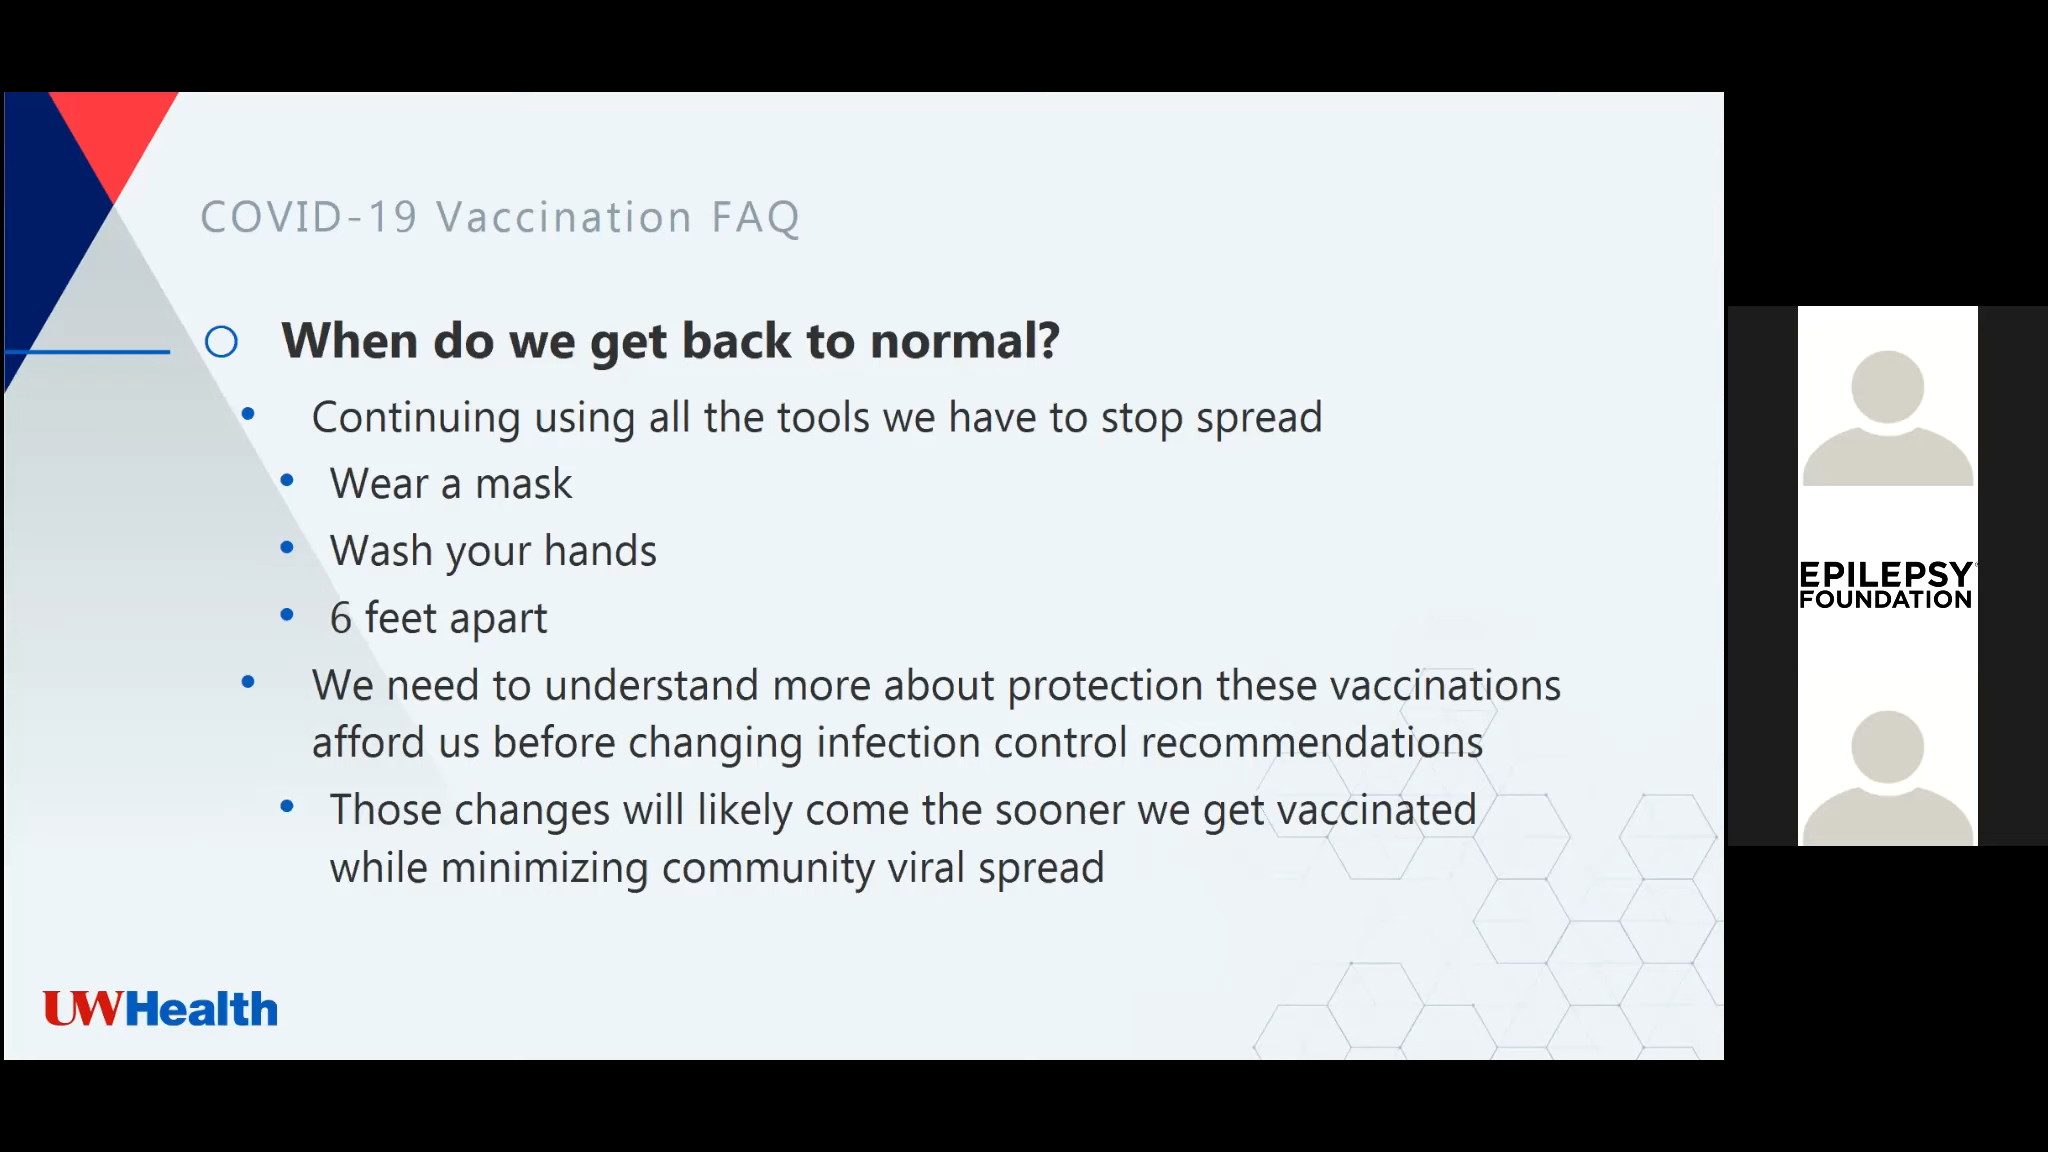 COVID-19 Vaccination FAQ
When do we get back to normal?
Continuing using all the tools we have to stop spread
Wear a mask
Wash your hands
6 feet apart
We need to understand more about protection these vaccinations
afford us before changing infection control recommendations
Those changes will likely come the sooner we get vaccinated
while minimizing community viral spread
UWHealth
EPILEPSY
FOUNDATION